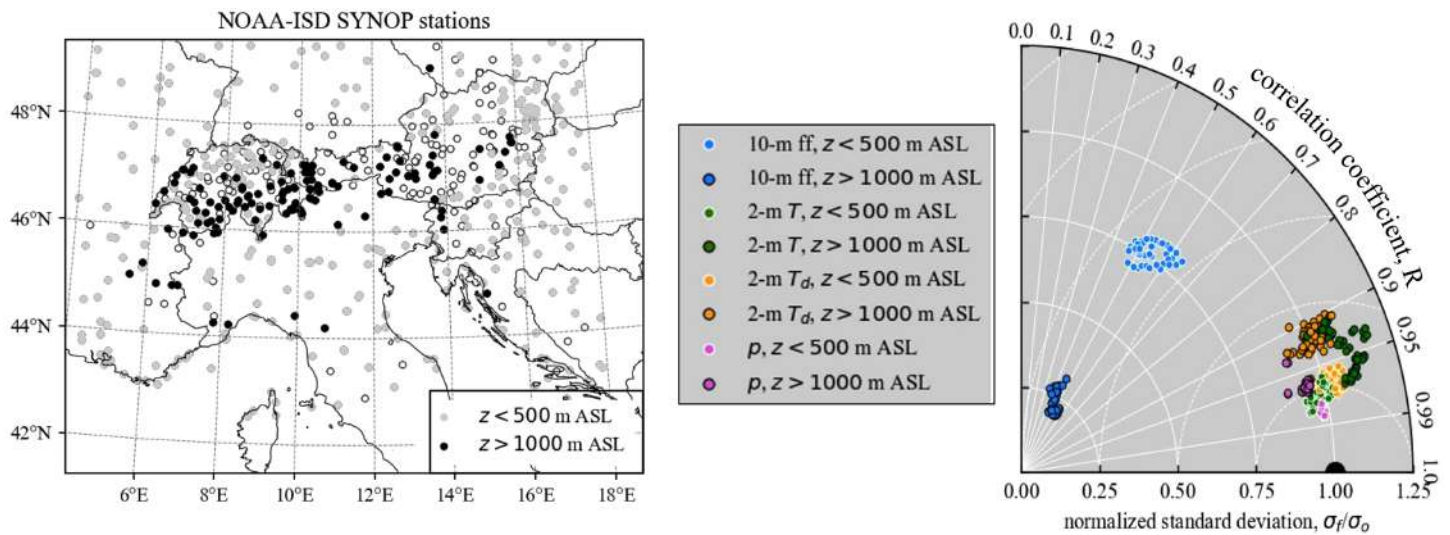 NOAA-ISD SYNOP stations
48°N
46°N
44°N
42°N
6°E
8°E
10°E
12°E
14°E
16°E
18°E
z < 500 m ASL
z > 1000 m ASL
10-m ff, z < 500 m ASL
10-m ff, z > 1000 m ASL
2-m T, z < 500 m ASL
2-m T, z > 1000 m ASL
2-m T_d, z < 500 m ASL
2-m T_d, z > 1000 m ASL
p, z < 500 m ASL
p, z > 1000 m ASL
0.0
0.1
0.2
0.3
0.4
0.5
0.6
0.7
0.8
0.9
0.95
0.99
1.0
correlation coefficient, R
0.00
0.25
0.50
0.75
1.00
1.25
normalized standard deviation, σ_f/σ_o